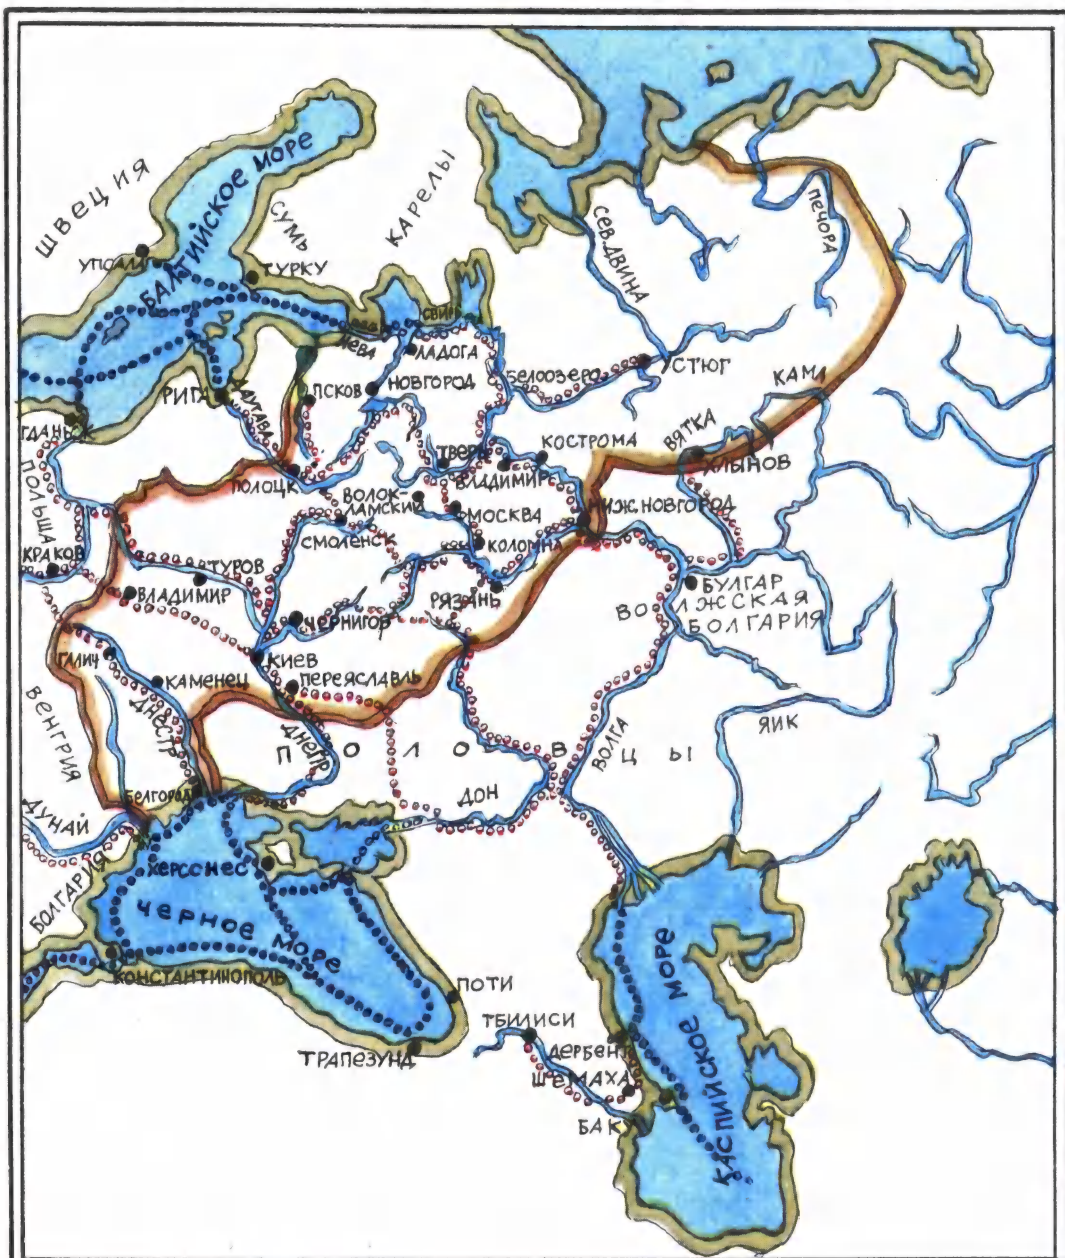 ШВЕЦИЯ
БАЛТИЙСКОЕ МОРЕ
СУМЬ
КАРЕЛЫ
УПСАЛА
ТУРКУ
СЕВ. ДВИНА
ПЕЧОРА
НЕВА
СВИРЬ
ЛАДОГА
РИГА
ДАУГАВА
ПСКОВ
НОВГОРОД
БЕЛООЗЕРО
СТЮГ
КАМА
ГДАНЬСК
ПОЛЬША
ПОЛОЦК
ТВЕРЬ
ВЛАДИМИР
КОСТРОМА
ВЯТКА
ХЛЫНОВ
ВОЛОК-
ЛАМСКИЙ
МОСКВА
НИЖ.НОВГОРОД
СМОЛЕНСК
КОЛОМНА
КРАКОВ
ТУРОВ
ВЛАДИМИР
РЯЗАНЬ
БУЛГАР
ВОЛЖСКАЯ
БОЛГАРИЯ
ЧЕРНИГОВ
ГАЛИЧ
КИЕВ
КАМЕНЕЦ
ПЕРЕЯСЛАВЛЬ
ВЕНГРИЯ
ДНЕСТР
ДНЕПР
ПОЛОВЦЫ
ВОЛГА
ЯИК
БЕЛГОРОД
ДОН
ДУНАЙ
БОЛГАРИЯ
ХЕРСОНЕС
ЧЕРНОЕ МОРЕ
КОНСТАНТИНОПОЛЬ
ПОТИ
ТРАПЕЗУНД
ТБИЛИСИ
ДЕРБЕНТ
ШЕМАХА
БАКУ
КАСПИЙСКОЕ МОРЕ